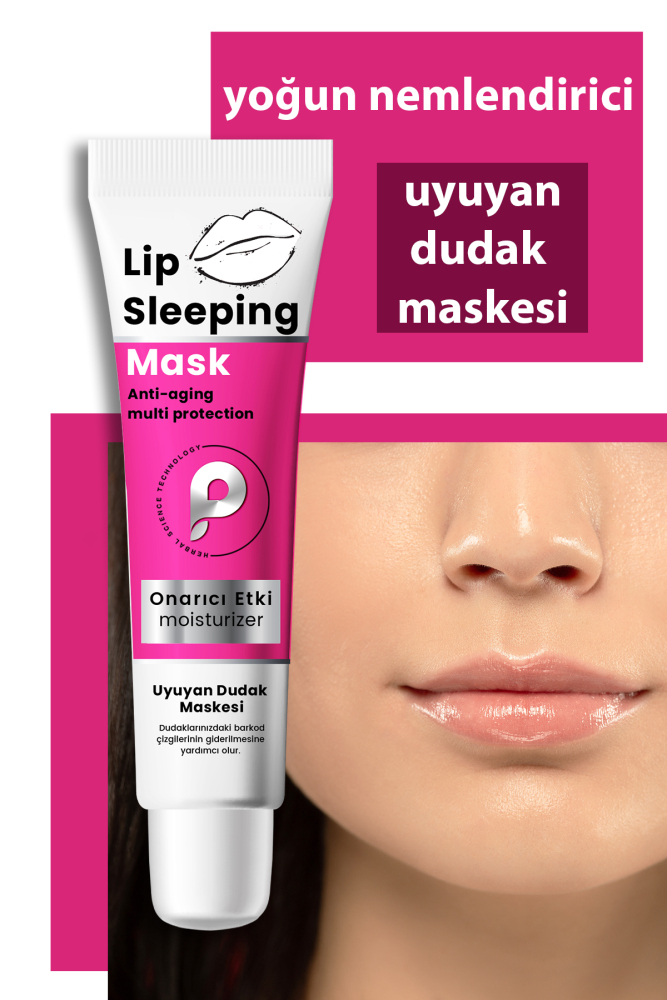 yoğun nemlendirici
uyuyan
dudak
maskesi
Lip
Sleeping
Mask
Anti-aging
multi protection
HERBAL SCIENCE TECHNOLOGY
Onarıcı Etki
moisturizer
Uyuyan Dudak
Maskesi
Dudaklarınızdaki barkod
çizgilerinin giderilmesine
yardımcı olur.